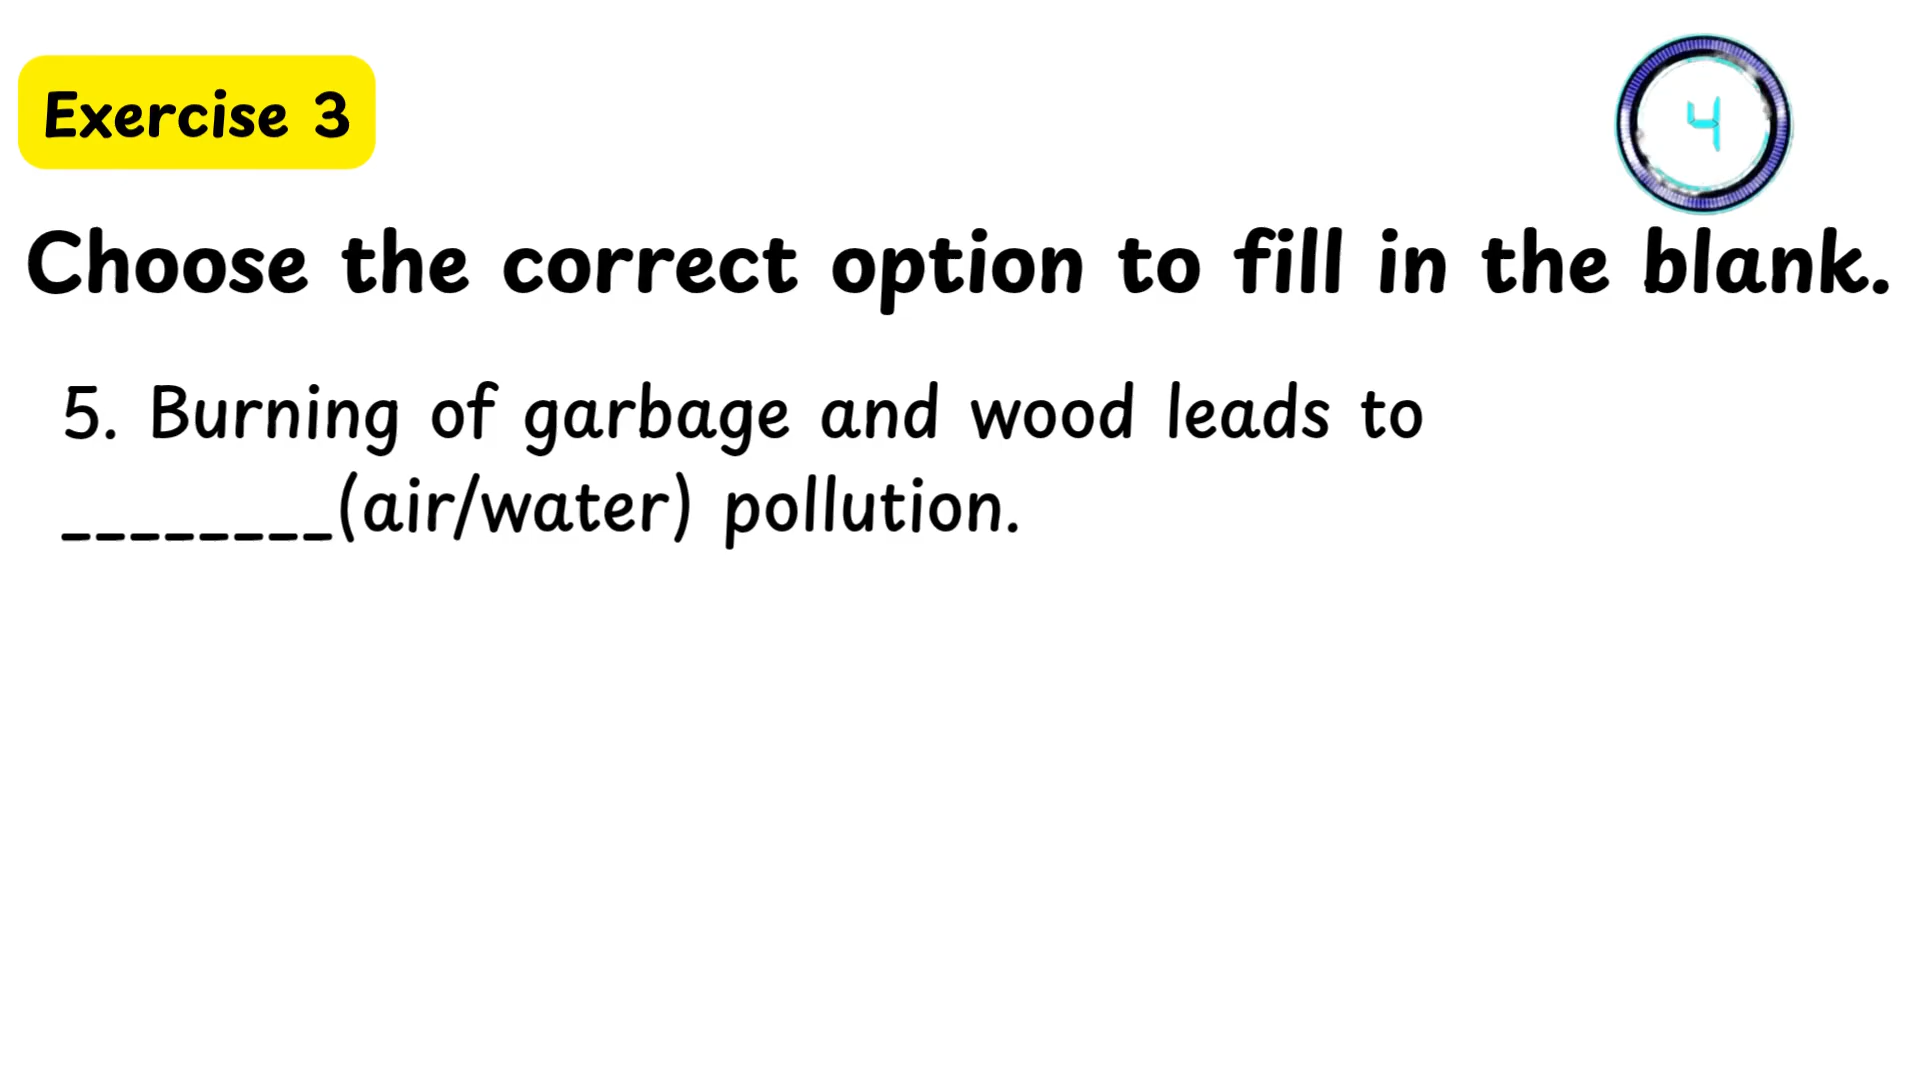 Exercise 3
4
Choose the correct option to fill in the blank.
5. Burning of garbage and wood leads to
________(air/water) pollution.